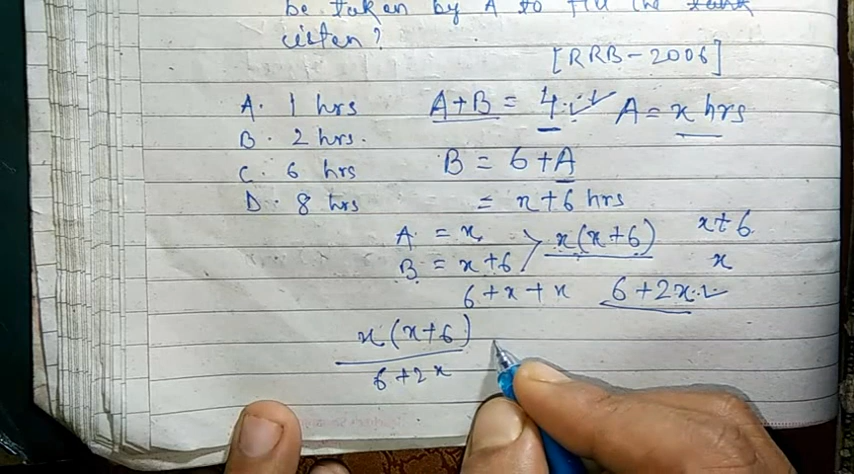 be taken by A to fill the
cisten?
[RRB-2006]
A. 1 hrs A+B = 4 A = x hrs
B. 2 hrs. B = 6+A
C. 6 hrs = x+6 hrs
D. 8 hrs
A = x x(x+6) x+6
B = x+6 x
6+x+x 6+2x
x(x+6)
6+2x